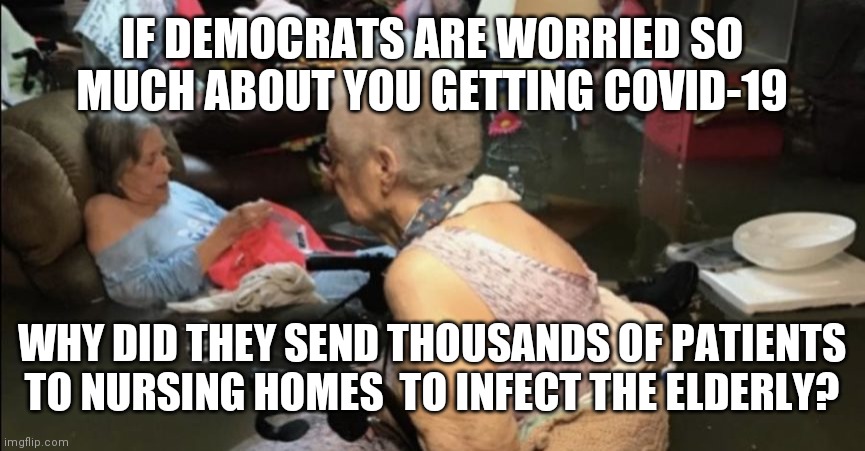 IF DEMOCRATS ARE WORRIED SO
MUCH ABOUT YOU GETTING COVID-19
WHY DID THEY SEND THOUSANDS OF PATIENTS
TO NURSING HOMES TO INFECT THE ELDERLY?
imgflip.com